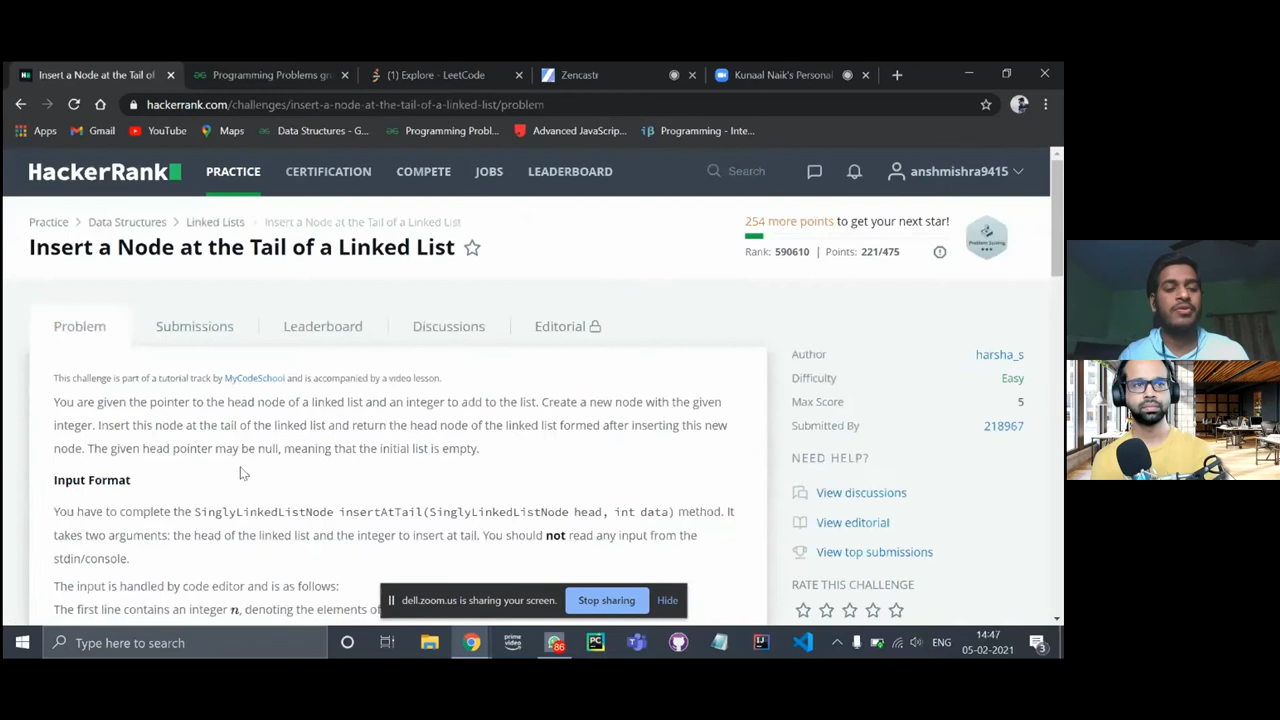 Insert a Node at the Tail of
Programming Problems gr
(1) Explore - LeetCode
Zencastr
Kunaal Naik's Personal
hackerrank.com/challenges/insert-a-node-at-the-tail-of-a-linked-list/problem
Apps
Gmail
YouTube
Maps
Data Structures - G...
Programming Probl...
Advanced JavaScrip...
Programming - Inte...
HackerRank
PRACTICE
CERTIFICATION
COMPETE
JOBS
LEADERBOARD
Search
anshmishra9415
Practice > Data Structures > Linked Lists > Insert a Node at the Tail of a Linked List
254 more points to get your next star!
Insert a Node at the Tail of a Linked List
Rank: 590610 | Points: 221/475
Problem Solving
Problem
Submissions
Leaderboard
Discussions
Editorial
This challenge is part of a tutorial track by MyCodeSchool and is accompanied by a video lesson.
You are given the pointer to the head node of a linked list and an integer to add to the list. Create a new node with the given
integer. Insert this node at the tail of the linked list and return the head node of the linked list formed after inserting this new
node. The given head pointer may be null, meaning that the initial list is empty.
Input Format
You have to complete the SinglyLinkedListNode insertAtTail(SinglyLinkedListNode head, int data) method. It
takes two arguments: the head of the linked list and the integer to insert at tail. You should not read any input from the
stdin/console.
The input is handled by code editor and is as follows:
The first line contains an integer n, denoting the elements of
Author
harsha_s
Difficulty
Easy
Max Score
5
Submitted By
218967
NEED HELP?
View discussions
View editorial
View top submissions
RATE THIS CHALLENGE
dell.zoom.us is sharing your screen.
Stop sharing
Hide
Type here to search
prime video
86
PC
ENG
14:47
05-02-2021
3